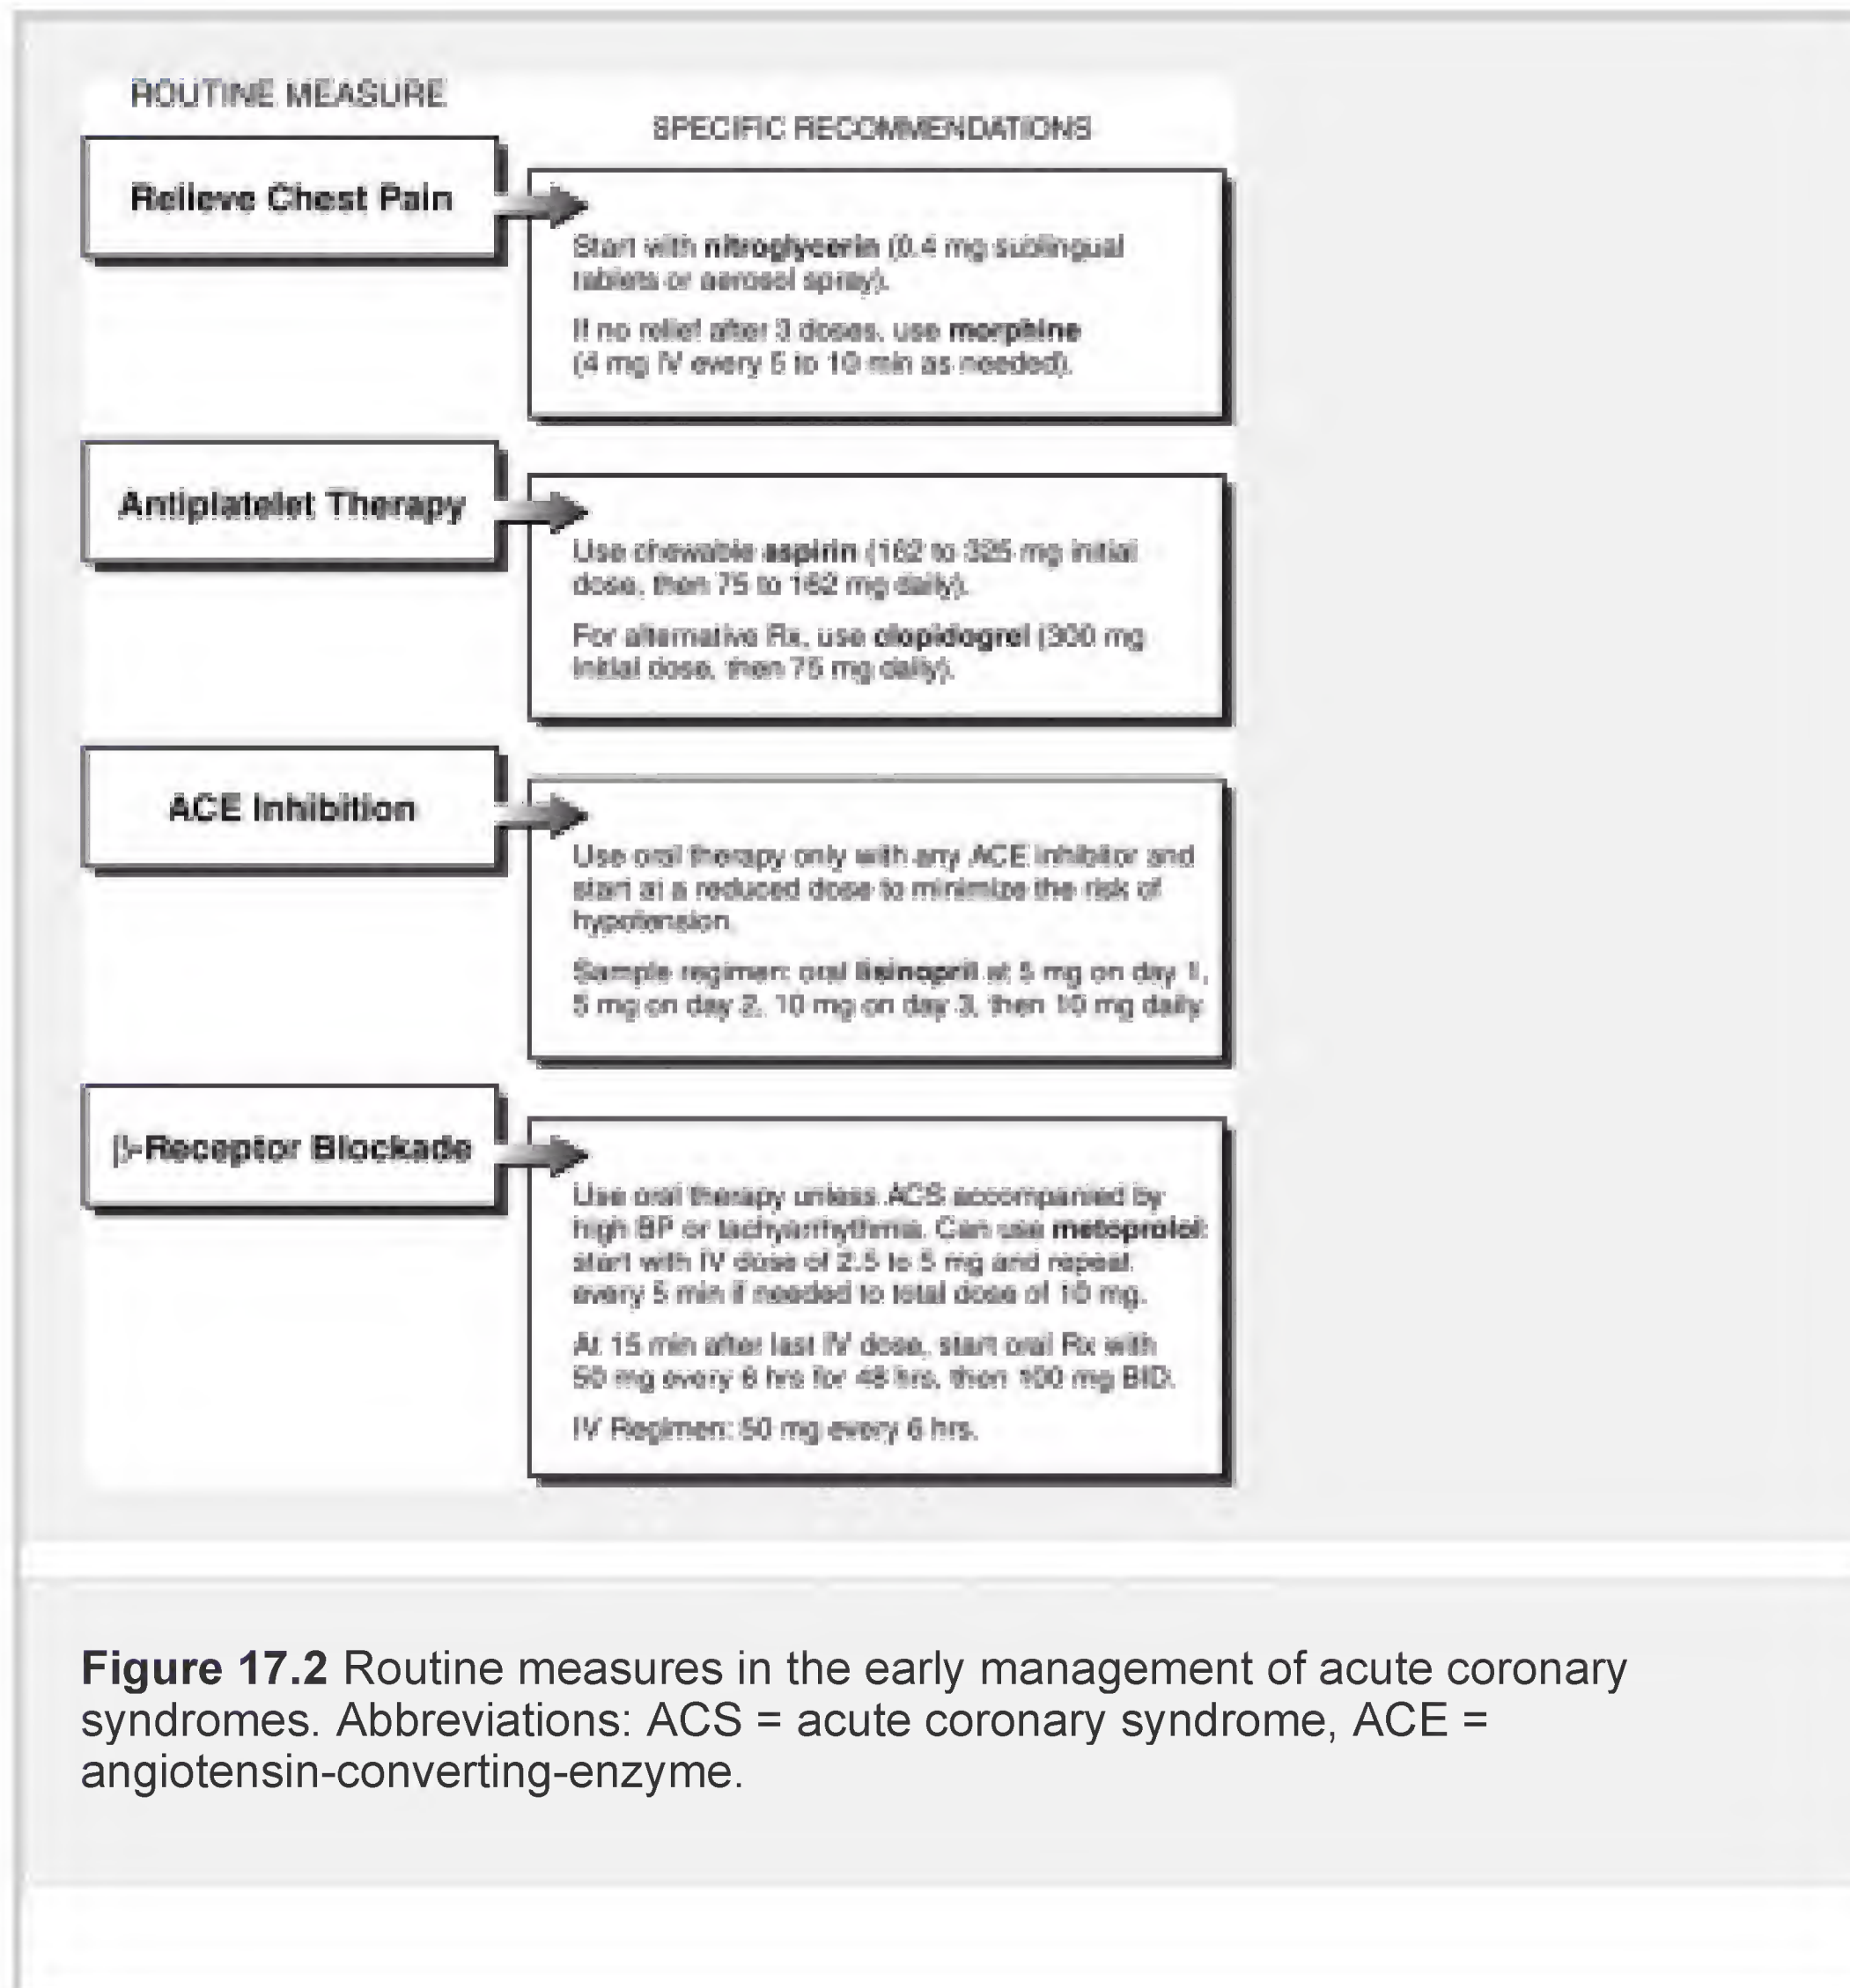 ROUTINE MEASURE
SPECIFIC RECOMMENDATIONS
Relieve Chest Pain
Start with nitroglycerin (0.4 mg sublingual
tablets or aerosol spray).
If no relief after 3 doses, use morphine
(4 mg IV every 5 to 10 min as needed).
Antiplatelet Therapy
Use chewable aspirin (162 to 325 mg initial
dose, then 75 to 162 mg daily).
For alternative Rx, use clopidogrel (300 mg
initial dose, then 75 mg daily).
ACE Inhibition
Use oral therapy only with any ACE inhibitor and
start at a reduced dose to minimize the risk of
hypotension.
Sample regimen: oral lisinopril at 5 mg on day 1,
5 mg on day 2, 10 mg on day 3, then 10 mg daily.
β-Receptor Blockade
Use oral therapy unless ACS accompanied by
high BP or tachyarrhythmia. Can use metoprolol:
start with IV dose of 2.5 to 5 mg and repeat
every 5 min if needed to total dose of 10 mg.
At 15 min after last IV dose, start oral Rx with
50 mg every 6 hrs for 48 hrs, then 100 mg BID.
IV Regimen: 50 mg every 6 hrs.
Figure 17.2 Routine measures in the early management of acute coronary
syndromes. Abbreviations: ACS = acute coronary syndrome, ACE =
angiotensin-converting-enzyme.